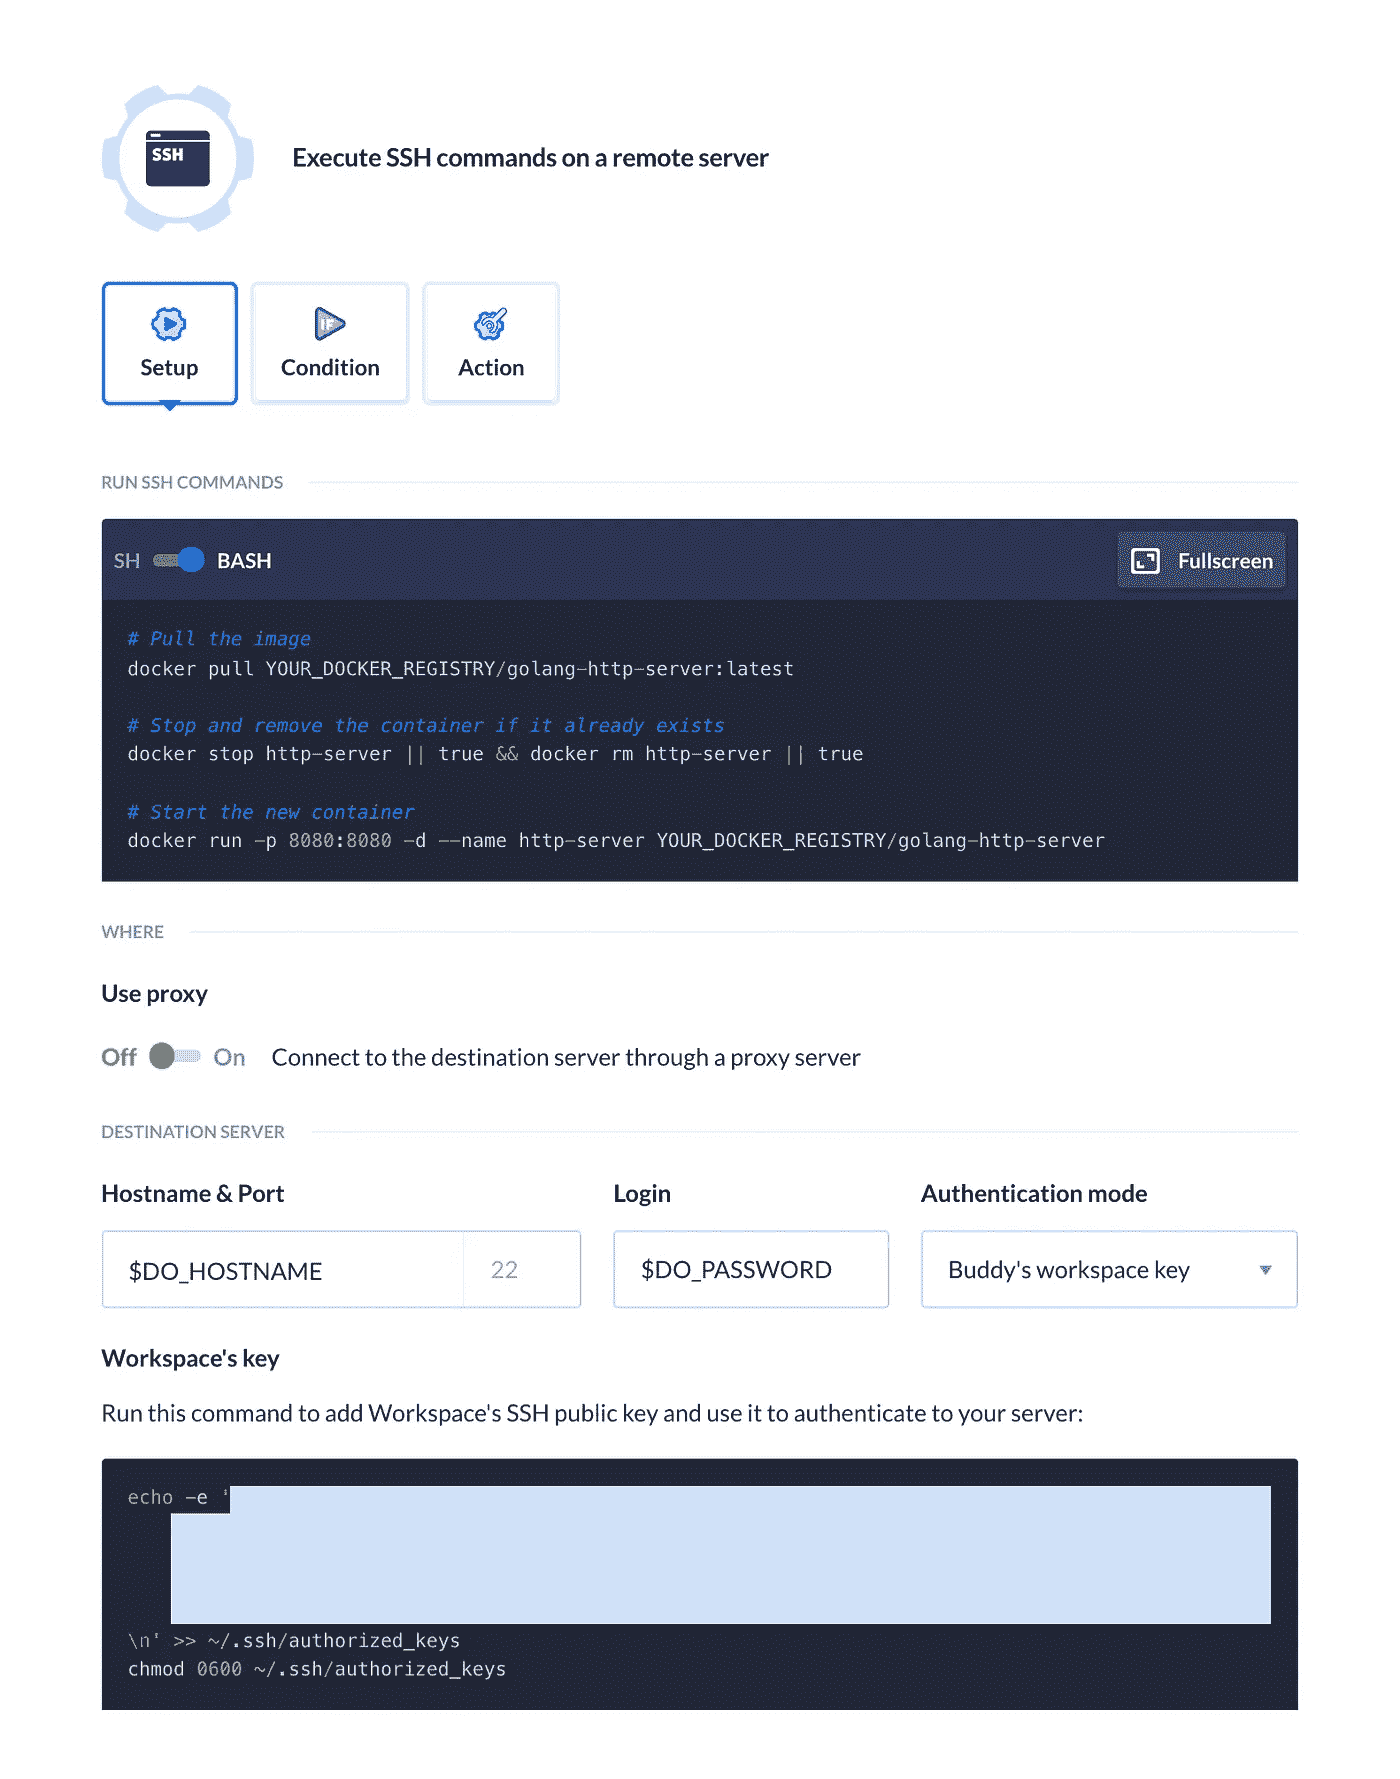 SSH
Execute SSH commands on a remote server
IF
Setup
Condition
Action
RUN SSH COMMANDS
SH BASH
Fullscreen
# Pull the image
docker pull YOUR_DOCKER_REGISTRY/golang-http-server:latest
# Stop and remove the container if it already exists
docker stop http-server || true && docker rm http-server || true
# Start the new container
docker run -p 8080:8080 -d --name http-server YOUR_DOCKER_REGISTRY/golang-http-server
WHERE
Use proxy
Off On Connect to the destination server through a proxy server
DESTINATION SERVER
Hostname & Port Login Authentication mode
$DO_HOSTNAME 22 $DO_PASSWORD Buddy's workspace key
Workspace's key
Run this command to add Workspace's SSH public key and use it to authenticate to your server:
echo -e '
\n' >> ~/.ssh/authorized_keys
chmod 0600 ~/.ssh/authorized_keys